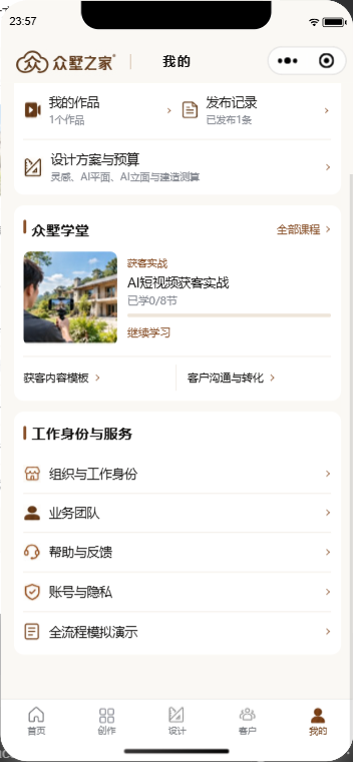 23:57
众墅之家
我的
我的作品
1个作品
发布记录
已发布1条
设计方案与预算
灵感、AI平面、AI立面与建造测算
众墅学堂
全部课程
获客实战
AI短视频获客实战
已学0/8节
继续学习
获客内容模板
客户沟通与转化
工作身份与服务
组织与工作身份
业务团队
帮助与反馈
账号与隐私
全流程模拟演示
首页
创作
设计
客户
我的